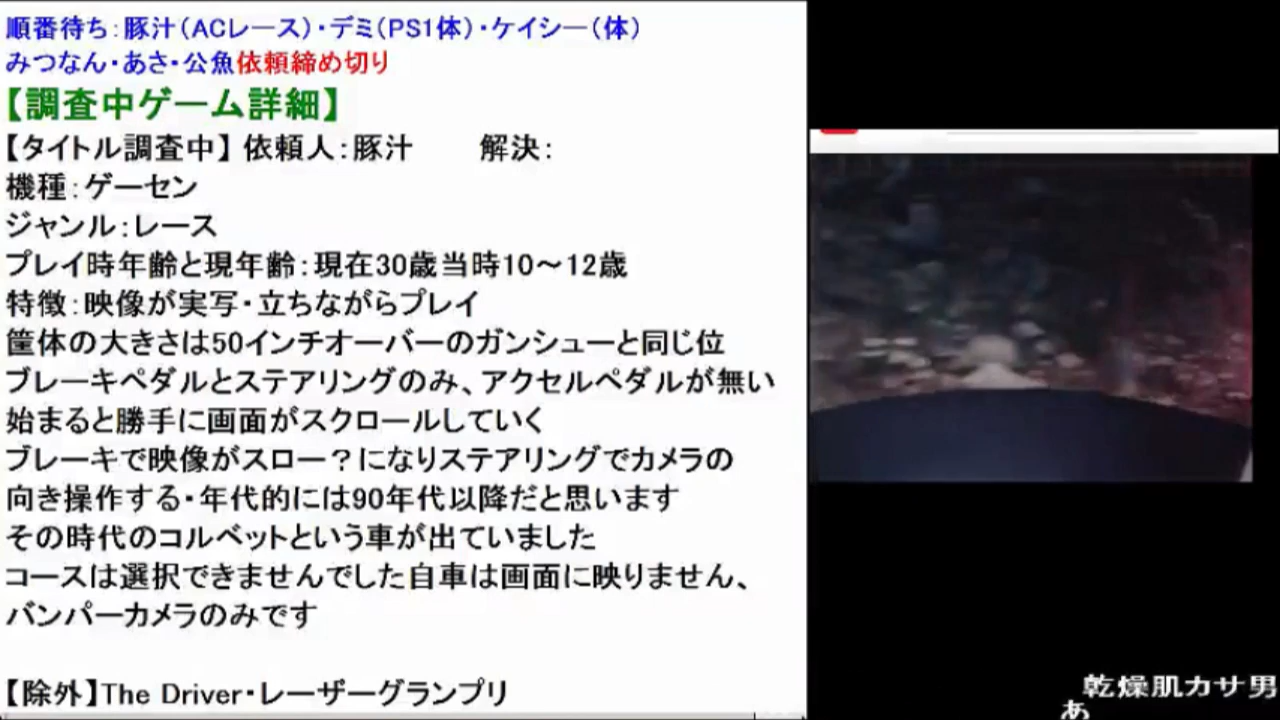 順番待ち:豚汁(ACレース)・デミ(PS1体)・ケイシー(体)
みつなん・あさ・公魚依頼締め切り
【調査中ゲーム詳細】
【タイトル調査中】依頼人:豚汁　　解決:
機種:ゲーセン
ジャンル:レース
プレイ時年齢と現年齢:現在30歳当時10～12歳
特徴:映像が実写・立ちながらプレイ
筐体の大きさは50インチオーバーのガンシューと同じ位
ブレーキペダルとステアリングのみ、アクセルペダルが無い
始まると勝手に画面がスクロールしていく
ブレーキで映像がスロー？になりステアリングでカメラの
向き操作する・年代的には90年代以降だと思います
その時代のコルベットという車が出ていました
コースは選択できませんでした自車は画面に映りません、
バンパーカメラのみです
【除外】The Driver・レーザーグランプリ
乾燥肌カサ男
あ